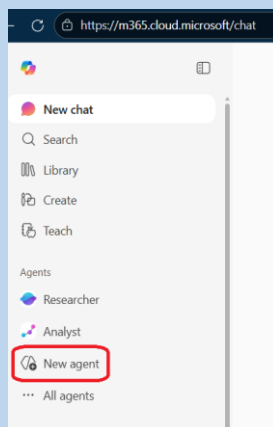 https://m365.cloud.microsoft/chat
New chat
Search
Library
Create
Teach
Agents
Researcher
Analyst
New agent
All agents